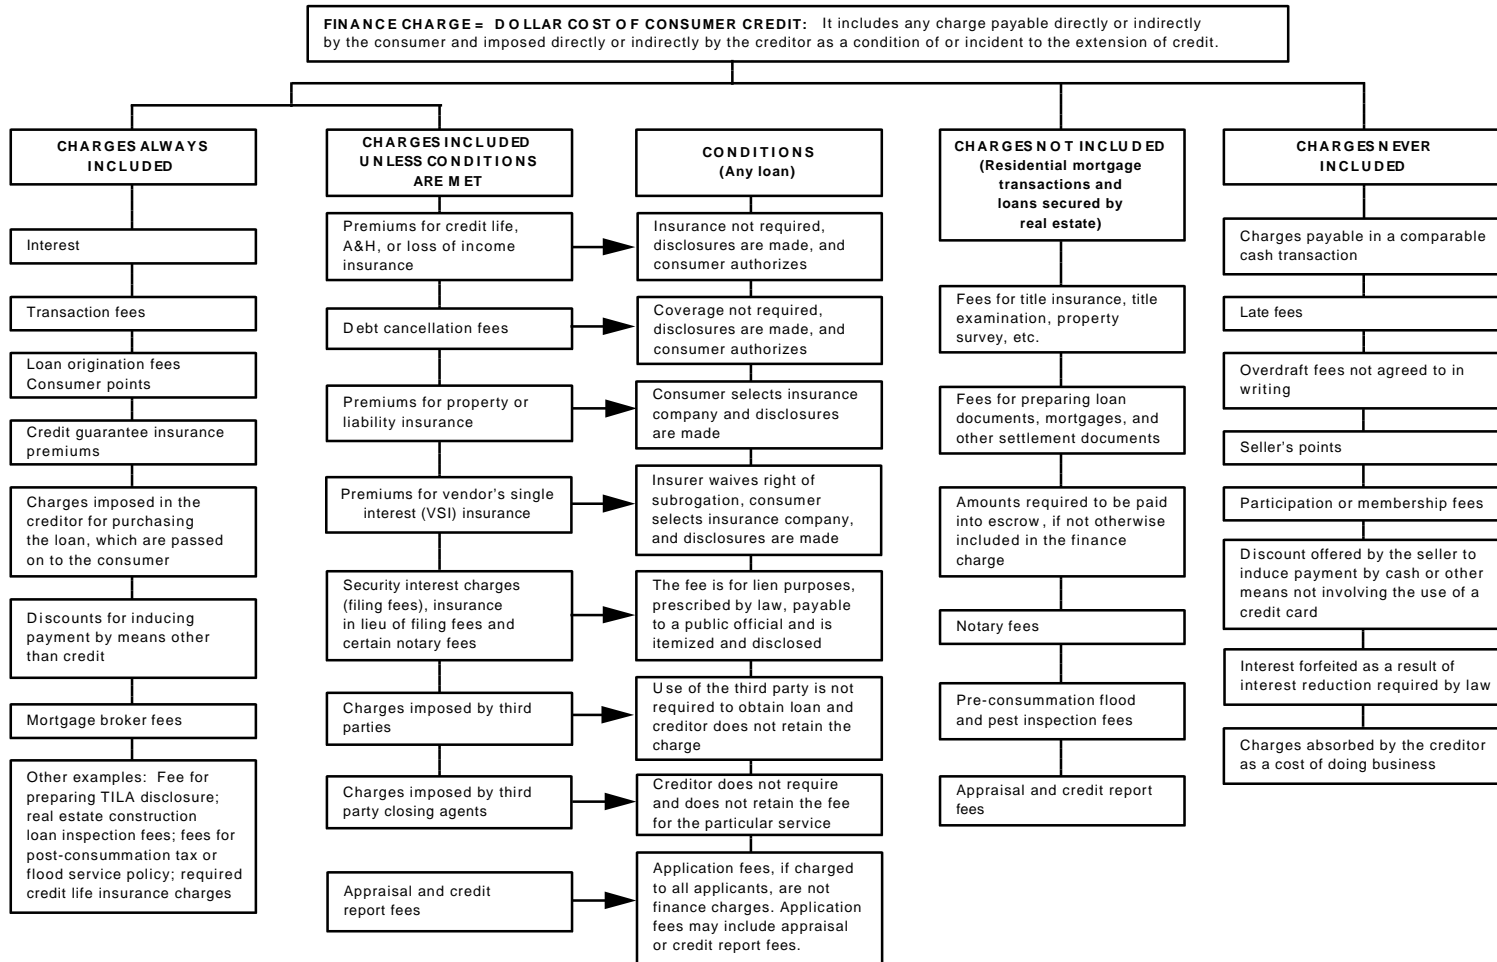 FINANCE CHARGE = DOLLAR COST OF CONSUMER CREDIT: It includes any charge payable directly or indirectly
by the consumer and imposed directly or indirectly by the creditor as a condition of or incident to the extension of credit.
CHARGES ALWAYS
INCLUDED
Interest
Transaction fees
Loan origination fees
Consumer points
Credit guarantee insurance
premiums
Charges imposed in the
creditor for purchasing
the loan, which are passed
on to the consumer
Discounts for inducing
payment by means other
than credit
Mortgage broker fees
Other examples: Fee for
preparing TILA disclosure;
real estate construction
loan inspection fees; fees for
post-consummation tax or
flood service policy; required
credit life insurance charges
CHARGES INCLUDED
UNLESS CONDITIONS
ARE MET
Premiums for credit life,
A&H, or loss of income
insurance
Debt cancellation fees
Premiums for property or
liability insurance
Premiums for vendor's single
interest (VSI) insurance
Security interest charges
(filing fees), insurance
in lieu of filing fees and
certain notary fees
Charges imposed by third
parties
Charges imposed by third
party closing agents
Appraisal and credit
report fees
CONDITIONS
(Any loan)
Insurance not required,
disclosures are made, and
consumer authorizes
Coverage not required,
disclosures are made, and
consumer authorizes
Consumer selects insurance
company and disclosures
are made
Insurer waives right of
subrogation, consumer
selects insurance company,
and disclosures are made
The fee is for lien purposes,
prescribed by law, payable
to a public official and is
itemized and disclosed
Use of the third party is not
required to obtain loan and
creditor does not retain the
charge
Creditor does not require
and does not retain the fee
for the particular service
Application fees, if charged
to all applicants, are not
finance charges. Application
fees may include appraisal
or credit report fees.
CHARGES NOT INCLUDED
(Residential mortgage
transactions and
loans secured by
real estate)
Fees for title insurance, title
examination, property
survey, etc.
Fees for preparing loan
documents, mortgages, and
other settlement documents
Amounts required to be paid
into escrow, if not otherwise
included in the finance
charge
Notary fees
Pre-consummation flood
and pest inspection fees
Appraisal and credit report
fees
CHARGES NEVER
INCLUDED
Charges payable in a comparable
cash transaction
Late fees
Overdraft fees not agreed to in
writing
Seller's points
Participation or membership fees
Discount offered by the seller to
induce payment by cash or other
means not involving the use of a
credit card
Interest forfeited as a result of
interest reduction required by law
Charges absorbed by the creditor
as a cost of doing business